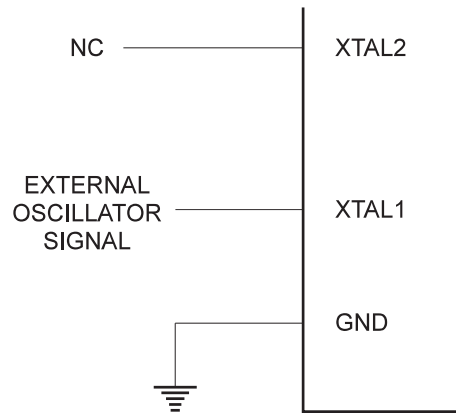 NC
XTAL2
EXTERNAL
OSCILLATOR
SIGNAL
XTAL1
GND